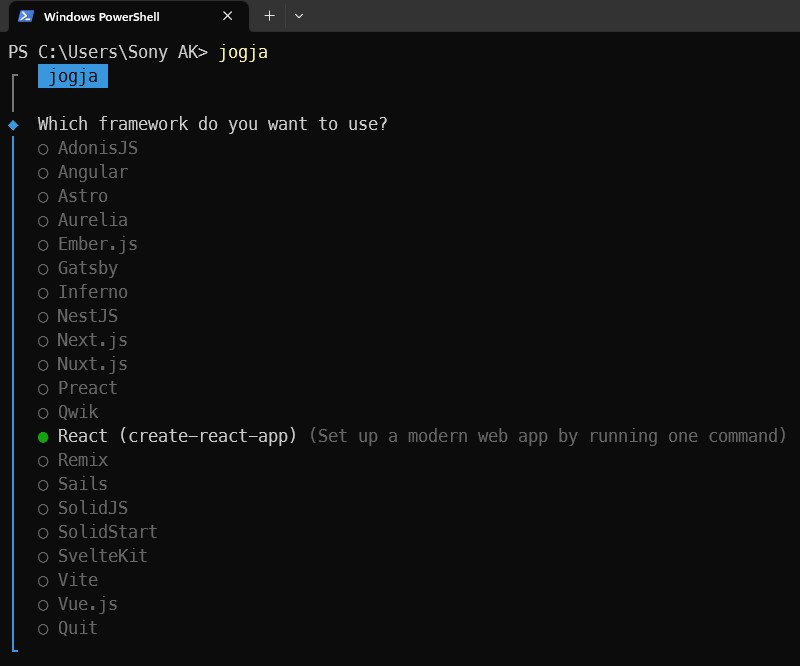 Windows PowerShell
PS C:\Users\Sony AK> jogja
jogja
Which framework do you want to use?
AdonisJS
Angular
Astro
Aurelia
Ember.js
Gatsby
Inferno
NestJS
Next.js
Nuxt.js
Preact
Qwik
React (create-react-app) (Set up a modern web app by running one command)
Remix
Sails
SolidJS
SolidStart
SvelteKit
Vite
Vue.js
Quit